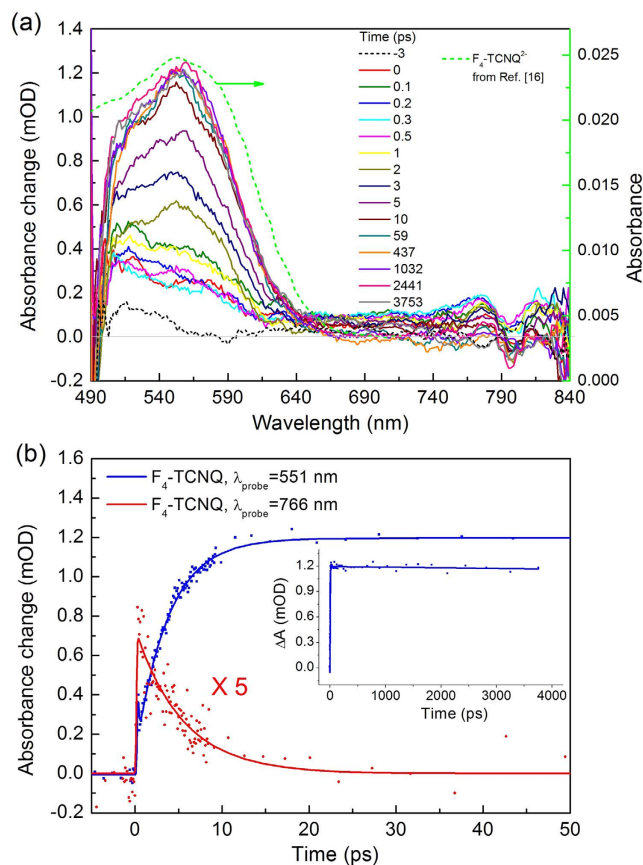 (a)
Absorbance change (mOD)
1.4
1.2
1.0
0.8
0.6
0.4
0.2
0.0
-0.2
Time (ps)
-3
0
0.1
0.2
0.3
0.5
1
2
3
5
10
59
437
1032
2441
3753
F₄-TCNQ²⁻
from Ref. [16]
0.025
0.020
0.015
0.010
0.005
0.000
Absorbance
490 540 590 640 690 740 790 840
Wavelength (nm)
(b)
Absorbance change (mOD)
1.6
1.4
1.2
1.0
0.8
0.6
0.4
0.2
0.0
-0.2
F₄-TCNQ, λprobe=551 nm
F₄-TCNQ, λprobe=766 nm
X 5
ΔA (mOD)
1.2
0.9
0.6
0.3
0.0
0 1000 2000 3000 4000
Time (ps)
0 10 20 30 40 50
Time (ps)